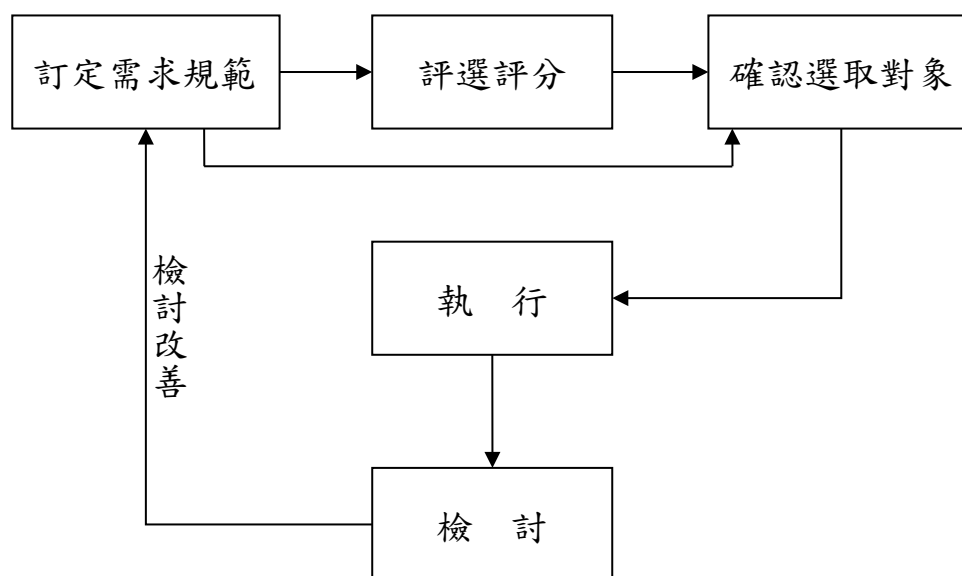 訂定需求規範
評選評分
確認選取對象
檢討改善
執　行
檢　討